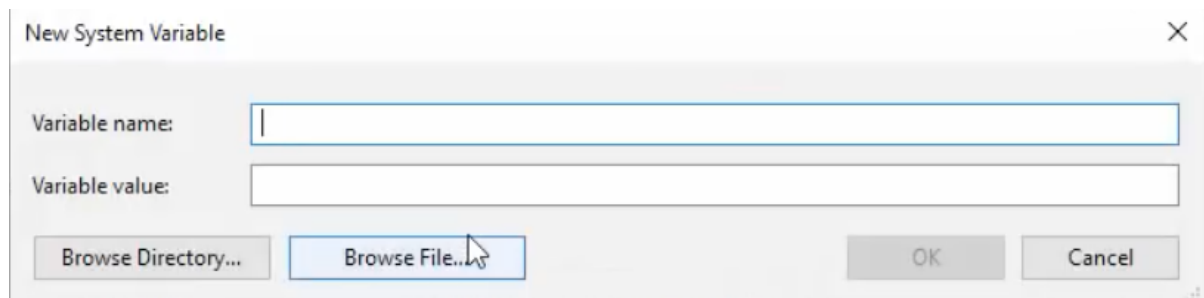 New System Variable
Variable name:
Variable value:
Browse Directory... Browse File... OK Cancel